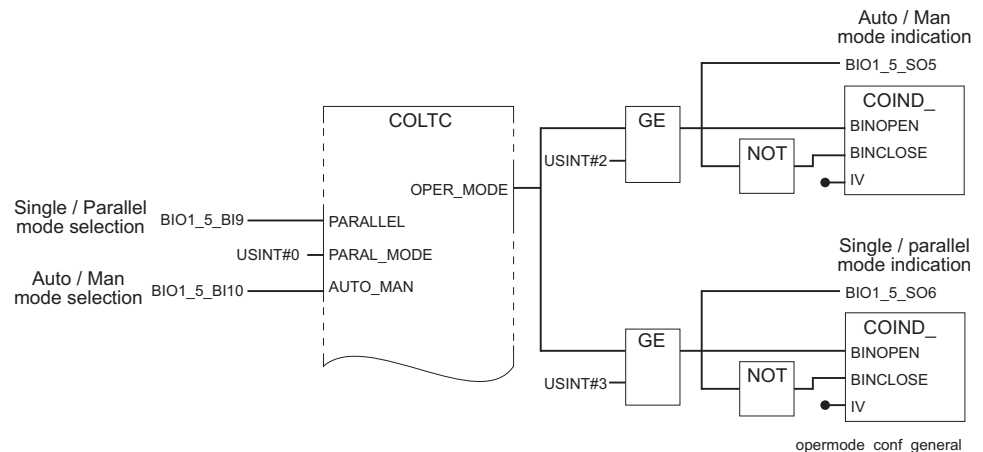 Auto / Man
mode indication
BIO1_5_SO5
COIND_
BINOPEN
BINCLOSE
IV
GE
USINT#2
NOT
COLTC
OPER_MODE
PARALLEL
PARAL_MODE
AUTO_MAN
Single / Parallel
mode selection
BIO1_5_BI9
USINT#0
Auto / Man
mode selection
BIO1_5_BI10
Single / parallel
mode indication
BIO1_5_SO6
COIND_
BINOPEN
BINCLOSE
IV
GE
USINT#3
NOT
opermode_conf_general